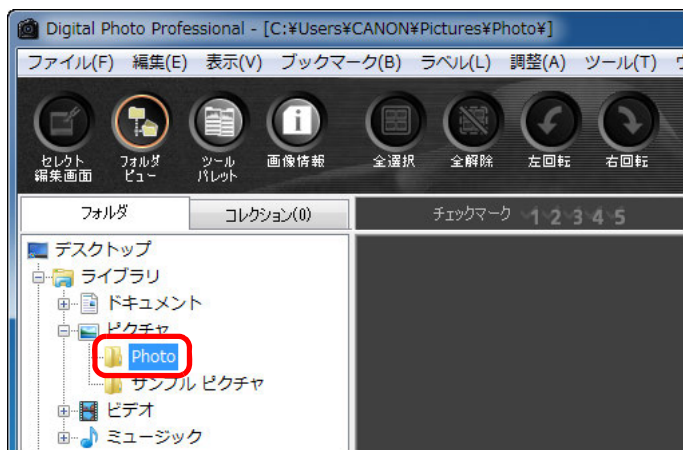 Digital Photo Professional - [C:¥Users¥CANON¥Pictures¥Photo¥]
ファイル(F) 編集(E) 表示(V) ブックマーク(B) ラベル(L) 調整(A) ツール(T)
セレクト編集画面 フォルダビュー ツールパレット 画像情報 全選択 全解除 左回転 右回転
フォルダ コレクション(0) チェックマーク 1 2 3 4 5
デスクトップ
ライブラリ
ドキュメント
ピクチャ
Photo
サンプル ピクチャ
ビデオ
ミュージック